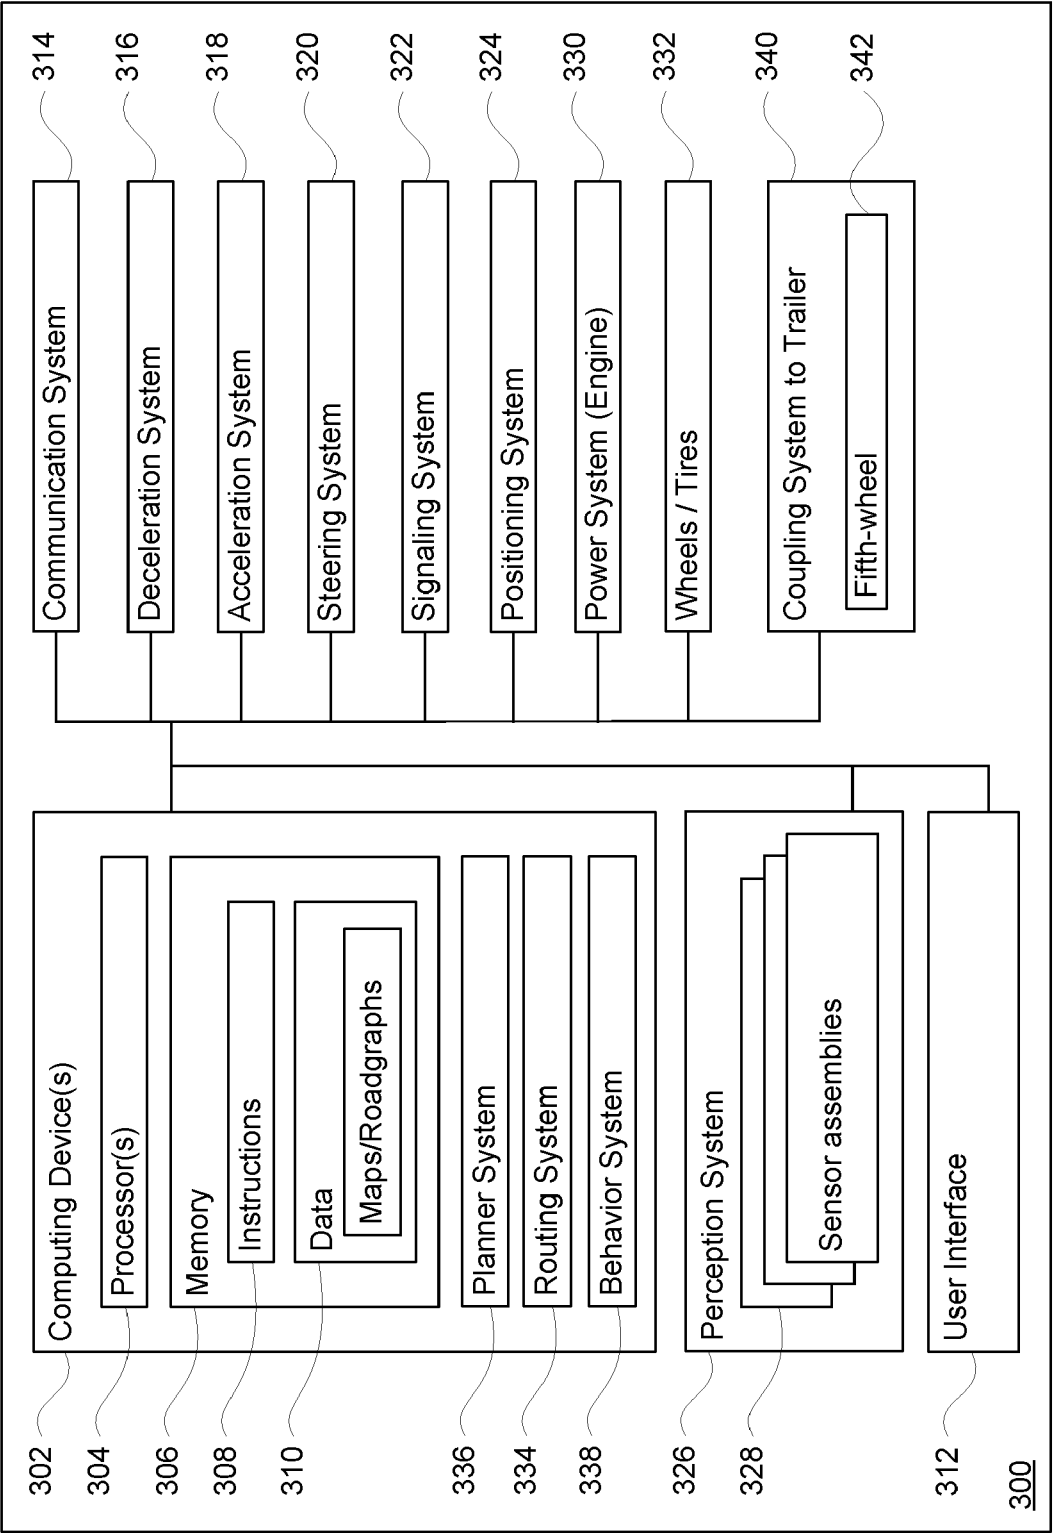 302
Computing Device(s)
304
Processor(s)
306
Memory
308
Instructions
310
Data
Maps/Roadgraphs
336
Planner System
334
Routing System
338
Behavior System
326
Perception System
328
Sensor assemblies
312
User Interface
300
Communication System
314
Deceleration System
316
Acceleration System
318
Steering System
320
Signaling System
322
Positioning System
324
Power System (Engine)
330
Wheels / Tires
332
Coupling System to Trailer
340
Fifth-wheel
342